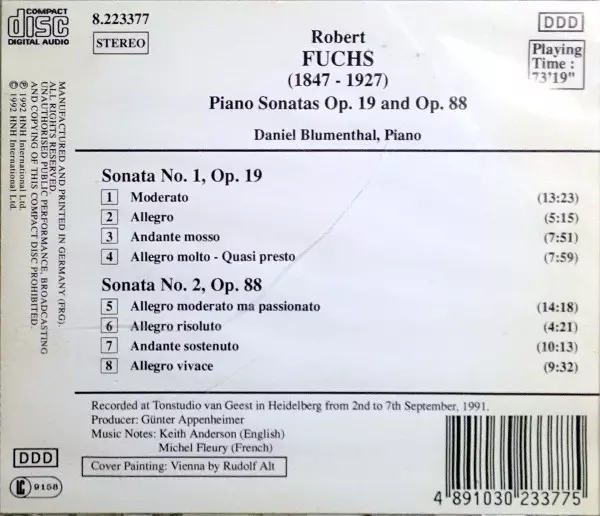 COMPACT
disc
DIGITAL AUDIO
8.223377
STEREO
Robert
FUCHS
(1847 - 1927)
Piano Sonatas Op. 19 and Op. 88
Daniel Blumenthal, Piano
DDD
Playing
Time :
73'19"
Sonata No. 1, Op. 19
1 Moderato (13:23)
2 Allegro (5:15)
3 Andante mosso (7:51)
4 Allegro molto - Quasi presto (7:59)
Sonata No. 2, Op. 88
5 Allegro moderato ma passionato (14:18)
6 Allegro risoluto (4:21)
7 Andante sostenuto (10:13)
8 Allegro vivace (9:32)
Recorded at Tonstudio van Geest in Heidelberg from 2nd to 7th September, 1991.
Producer: Günter Appenheimer
Music Notes: Keith Anderson (English)
Michel Fleury (French)
Cover Painting: Vienna by Rudolf Alt
MANUFACTURED AND PRINTED IN GERMANY (FRG).
ALL RIGHTS RESERVED.
UNAUTHORISED PUBLIC PERFORMANCE, BROADCASTING
AND COPYING OF THIS COMPACT DISC PROHIBITED.
℗ 1992 HNH International Ltd.
© 1992 HNH International Ltd.
DDD
LC 9158
4 891030 233775